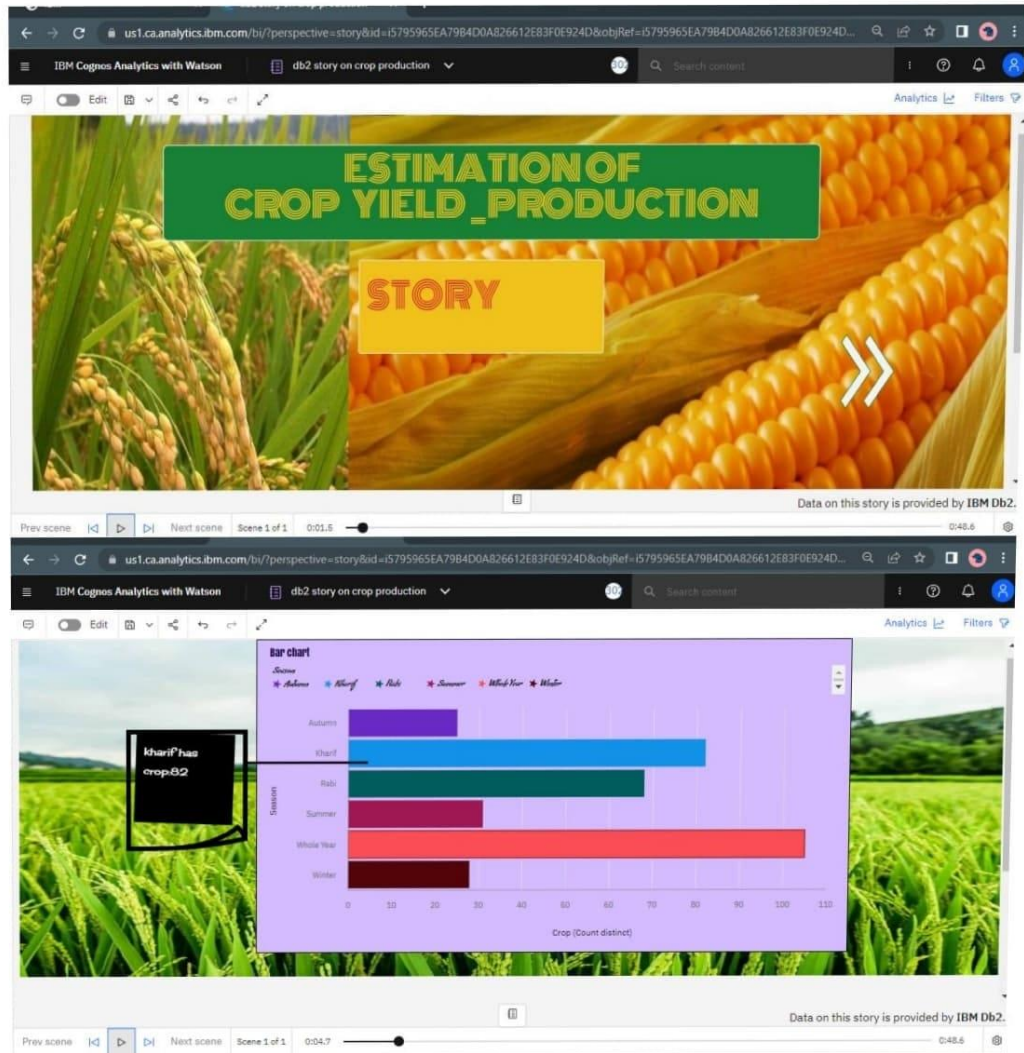 us1.ca.analytics.ibm.com/bi/?perspective=story&id=i5795965EA79B4D0A826612E83F0E924D&objRef=i5795965EA79B4D0A826612E83F0E924D...
IBM Cognos Analytics with Watson
db2 story on crop production
Search content
Edit
Analytics
Filters
ESTIMATION OF
CROP YIELD_PRODUCTION
STORY
Data on this story is provided by IBM Db2.
Prev scene Next scene Scene 1 of 1 0:01.5 0:48.6
us1.ca.analytics.ibm.com/bi/?perspective=story&id=i5795965EA79B4D0A826612E83F0E924D&objRef=i5795965EA79B4D0A826612E83F0E924D...
IBM Cognos Analytics with Watson
db2 story on crop production
Search content
Edit
Analytics
Filters
Bar chart
Season
Autumn Kharif Rabi Summer Whole Year Winter
kharif has
crop:82
Season
Autumn
Kharif
Rabi
Summer
Whole Year
Winter
0 10 20 30 40 50 60 70 80 90 100 110
Crop (Count distinct)
Data on this story is provided by IBM Db2.
Prev scene Next scene Scene 1 of 1 0:04.7 0:48.6